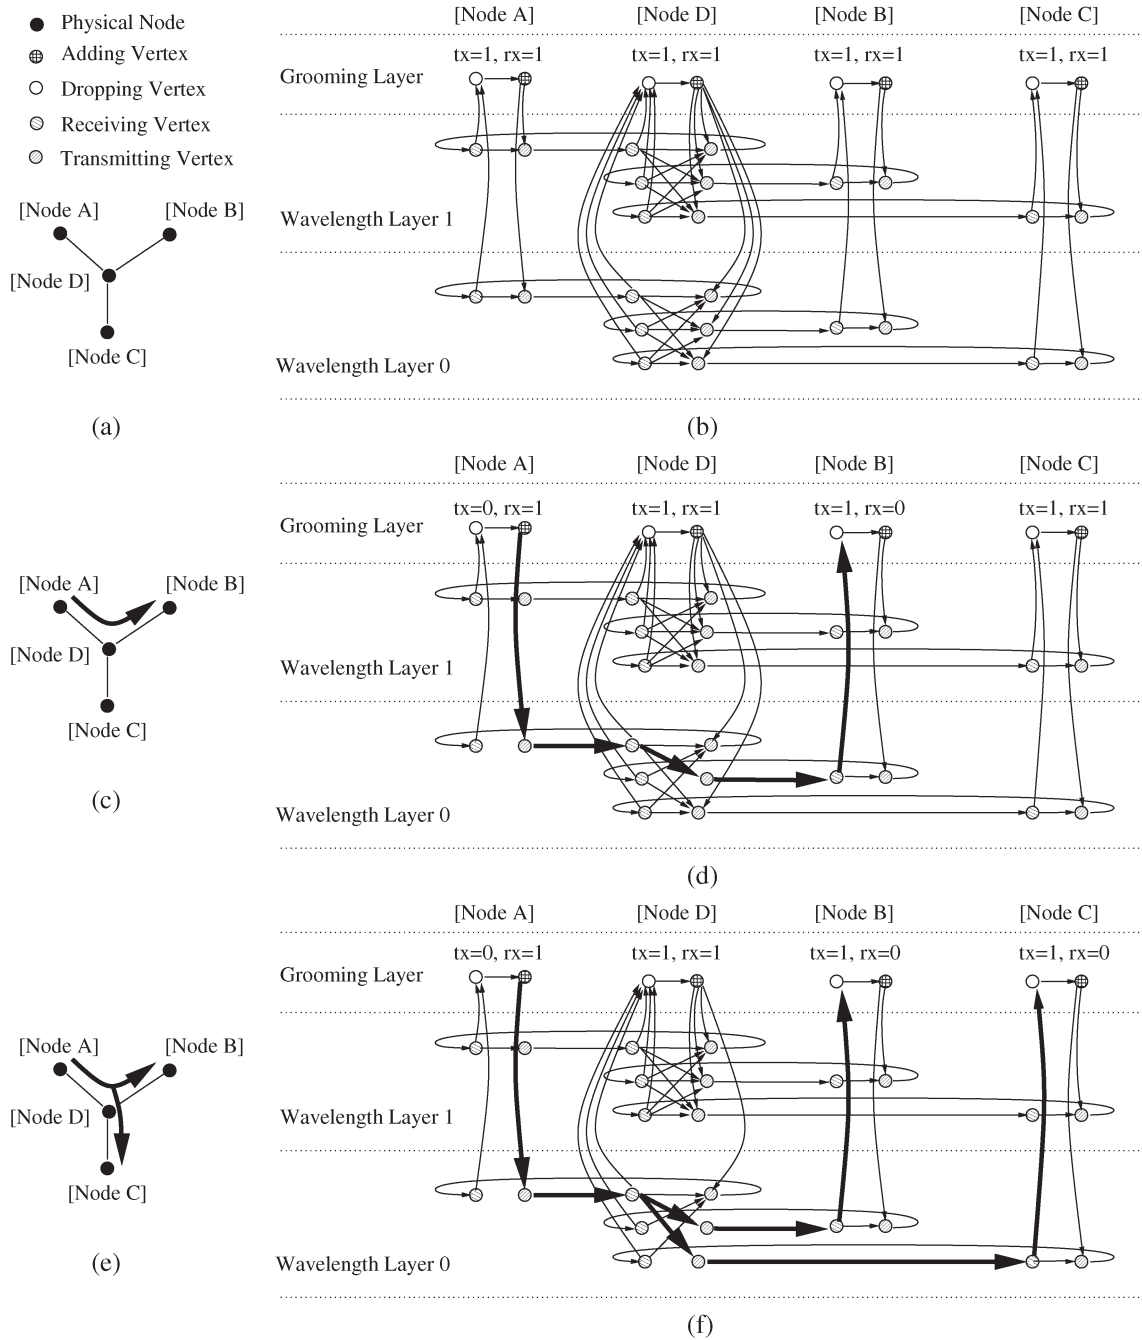 Physical Node
Adding Vertex
Dropping Vertex
Receiving Vertex
Transmitting Vertex
[Node A]
[Node B]
[Node D]
[Node C]
(a)
[Node A] [Node D] [Node B] [Node C]
tx=1, rx=1 tx=1, rx=1 tx=1, rx=1 tx=1, rx=1
Grooming Layer
Wavelength Layer 1
Wavelength Layer 0
(b)
[Node A]
[Node B]
[Node D]
[Node C]
(c)
[Node A] [Node D] [Node B] [Node C]
tx=0, rx=1 tx=1, rx=1 tx=1, rx=0 tx=1, rx=1
Grooming Layer
Wavelength Layer 1
Wavelength Layer 0
(d)
[Node A]
[Node B]
[Node D]
[Node C]
(e)
[Node A] [Node D] [Node B] [Node C]
tx=0, rx=1 tx=1, rx=1 tx=1, rx=0 tx=1, rx=0
Grooming Layer
Wavelength Layer 1
Wavelength Layer 0
(f)